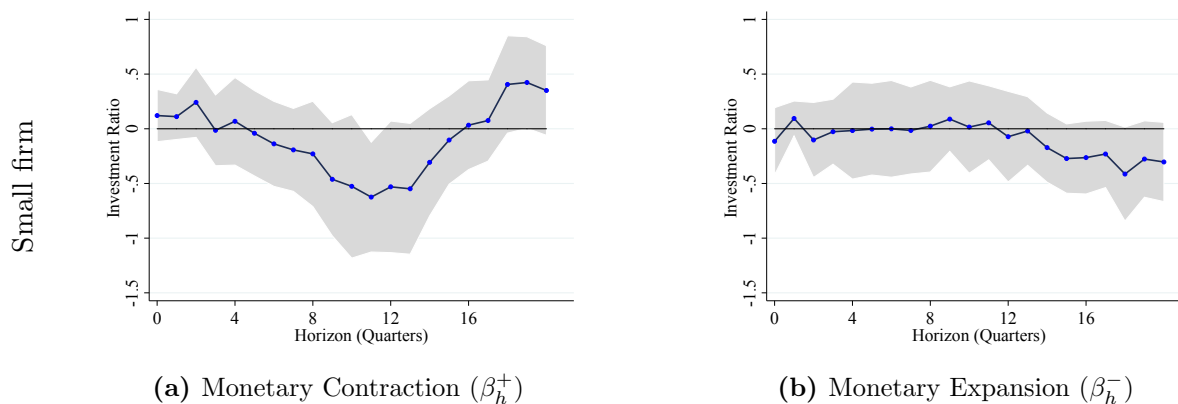 Small firm
Investment Ratio
1
.5
0
-.5
-1
-1.5
0 4 8 12 16
Horizon (Quarters)
(a) Monetary Contraction (β_h^+)
Investment Ratio
1
.5
0
-.5
-1
-1.5
0 4 8 12 16
Horizon (Quarters)
(b) Monetary Expansion (β_h^-)